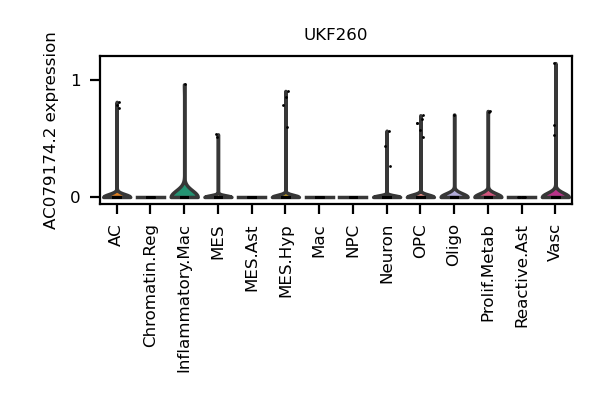 UKF260
AC079174.2 expression
1
0
AC
Chromatin.Reg
Inflammatory.Mac
MES
MES.Ast
MES.Hyp
Mac
NPC
Neuron
OPC
Oligo
Prolif.Metab
Reactive.Ast
Vasc